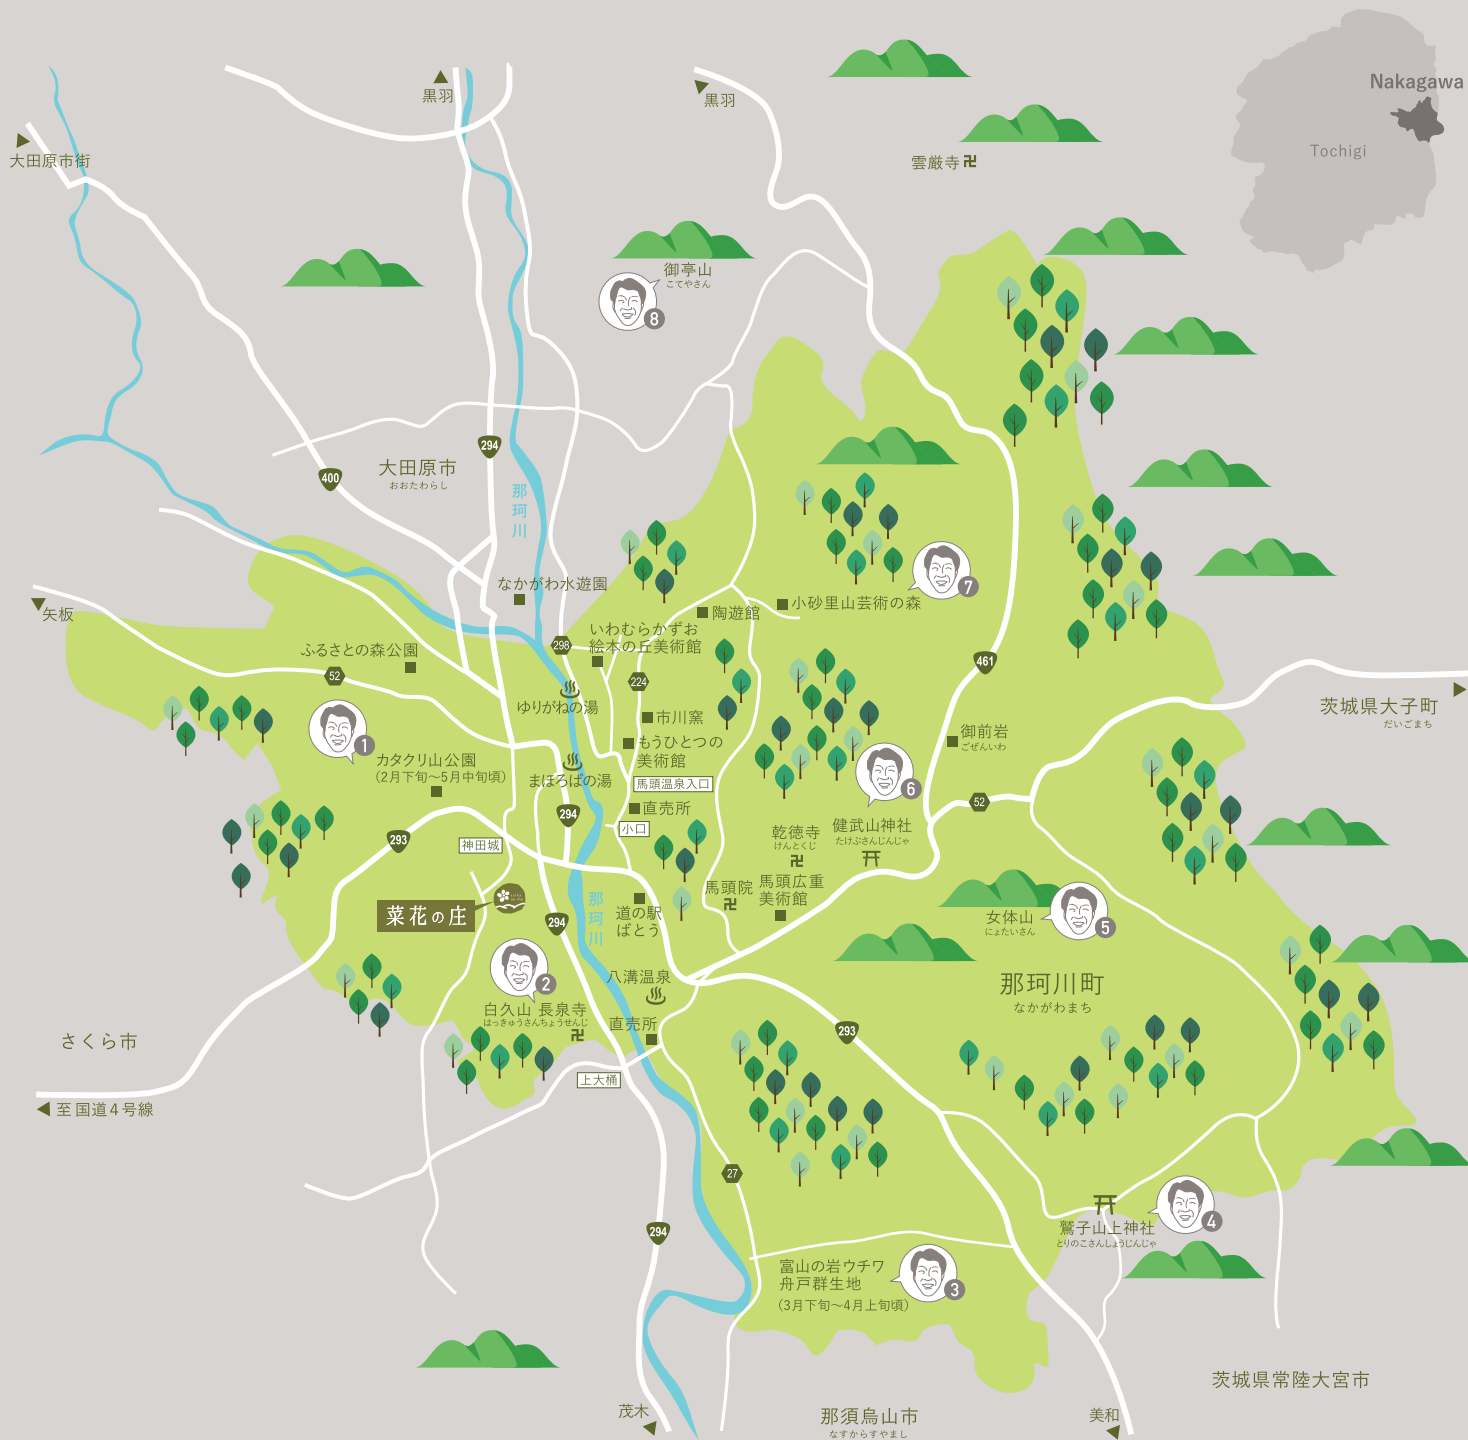 Nakagawa
Tochigi
黒羽
黒羽
大田原市街
雲厳寺
御亭山
こてやさん
8
294
400
大田原市
おおたわらし
那珂川
なかがわ水遊園
7
小砂里山芸術の森
陶遊館
矢板
いわむらかずお
絵本の丘美術館
298
ふるさとの森公園
52
224
461
ゆりがねの湯
市川窯
茨城県大子町
だいごまち
1
カタクリ山公園
(2月下旬〜5月中旬頃)
もうひとつの
美術館
御前岩
ごぜんいわ
まほろばの湯
馬頭温泉入口
6
52
直売所
294
小口
293
神田城
乾徳寺
けんとくじ
健武山神社
たけぶさんじんじゃ
馬頭院
馬頭広重
美術館
菜花の庄
294
那珂川
道の駅
ばとう
女体山
にょたいさん
5
2
八溝温泉
那珂川町
なかがわまち
白久山 長泉寺
はっきゅうさんちょうせんじ
直売所
293
さくら市
上大桶
至国道4号線
27
4
鷲子山上神社
とりのこさんしょうじんじゃ
294
富山の岩ウチワ
舟戸群生地
(3月下旬〜4月上旬頃)
3
茨城県常陸大宮市
茂木
那須烏山市
なすからすやまし
美和